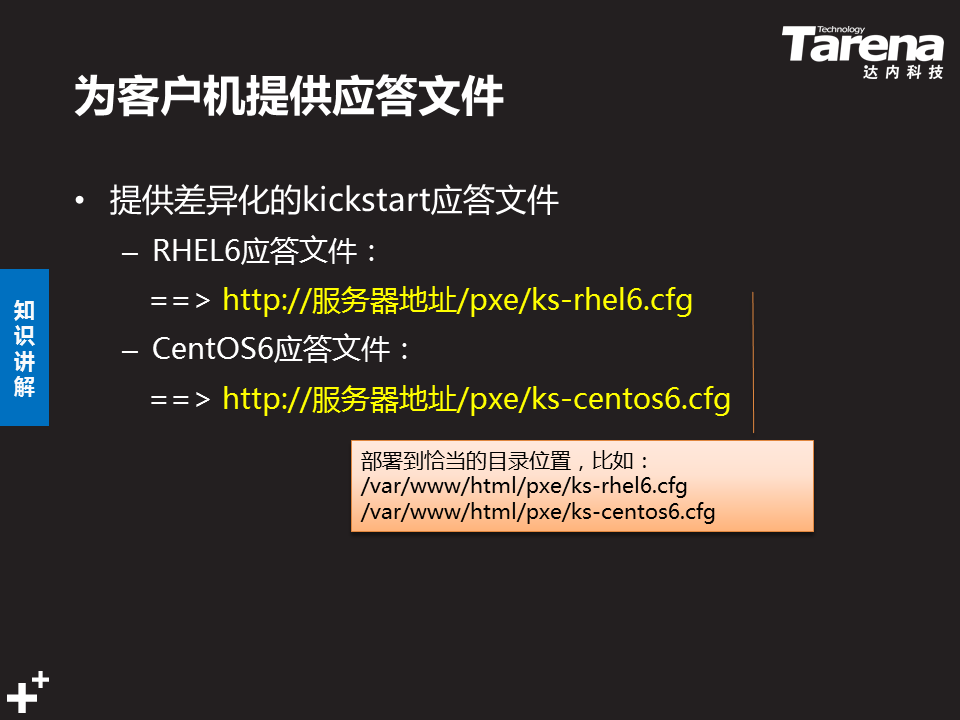 Technology
Tarena
达内科技
为客户机提供应答文件
• 提供差异化的kickstart应答文件
– RHEL6应答文件：
==> http://服务器地址/pxe/ks-rhel6.cfg
– CentOS6应答文件：
==> http://服务器地址/pxe/ks-centos6.cfg
知识讲解
部署到恰当的目录位置，比如：
/var/www/html/pxe/ks-rhel6.cfg
/var/www/html/pxe/ks-centos6.cfg